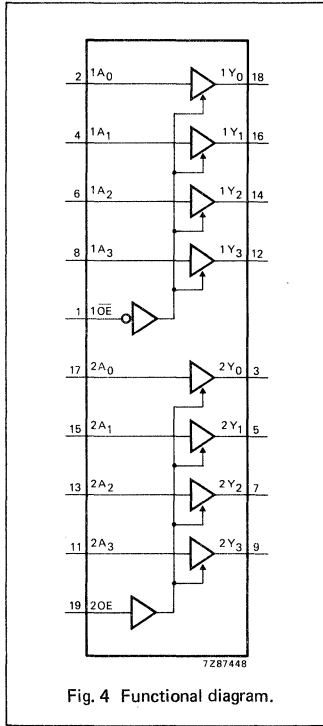 2 1A0 1Y0 18
4 1A1 1Y1 16
6 1A2 1Y2 14
8 1A3 1Y3 12
1 1O̅E̅
17 2A0 2Y0 3
15 2A1 2Y1 5
13 2A2 2Y2 7
11 2A3 2Y3 9
19 2OE
7Z87448
Fig. 4 Functional diagram.